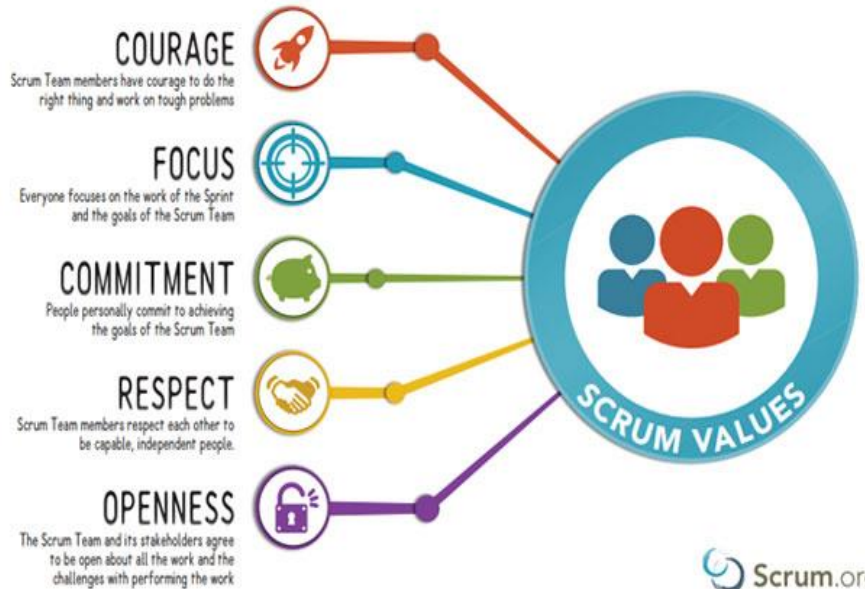 COURAGE
Scrum Team members have courage to do the
right thing and work on tough problems
FOCUS
Everyone focuses on the work of the Sprint
and the goals of the Scrum Team
COMMITMENT
People personally commit to achieving
the goals of the Scrum Team
RESPECT
Scrum Team members respect each other to
be capable, independent people.
OPENNESS
The Scrum Team and its stakeholders agree
to be open about all the work and the
challenges with performing the work
SCRUM VALUES
Scrum.or